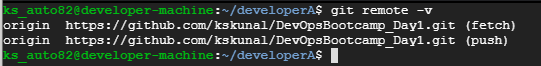 ks_auto82@developer-machine:~/developerA$ git remote -v
origin  https://github.com/kskunal/DevOpsBootcamp_Day1.git (fetch)
origin  https://github.com/kskunal/DevOpsBootcamp_Day1.git (push)
ks_auto82@developer-machine:~/developerA$